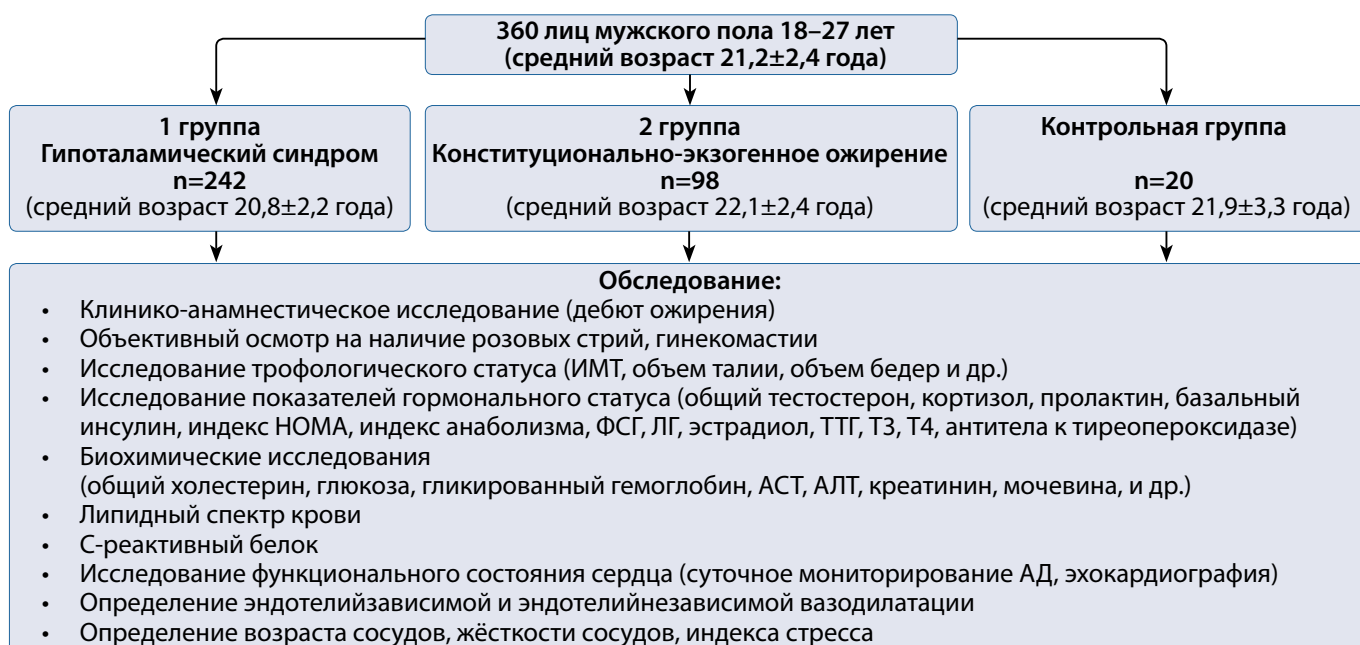 360 лиц мужского пола 18–27 лет
(средний возраст 21,2±2,4 года)
1 группа
Гипоталамический синдром
n=242
(средний возраст 20,8±2,2 года)
2 группа
Конституционально-экзогенное ожирение
n=98
(средний возраст 22,1±2,4 года)
Контрольная группа
n=20
(средний возраст 21,9±3,3 года)
Обследование:
• Клинико-анамнестическое исследование (дебют ожирения)
• Объективный осмотр на наличие розовых стрий, гинекомастии
• Исследование трофологического статуса (ИМТ, объем талии, объем бедер и др.)
• Исследование показателей гормонального статуса (общий тестостерон, кортизол, пролактин, базальный
инсулин, индекс НОМА, индекс анаболизма, ФСГ, ЛГ, эстрадиол, ТТГ, Т3, Т4, антитела к тиреопероксидазе)
• Биохимические исследования
(общий холестерин, глюкоза, гликированный гемоглобин, АСТ, АЛТ, креатинин, мочевина, и др.)
• Липидный спектр крови
• С-реактивный белок
• Исследование функционального состояния сердца (суточное мониторирование АД, эхокардиография)
• Определение эндотелийзависимой и эндотелийнезависимой вазодилатации
• Определение возраста сосудов, жёсткости сосудов, индекса стресса